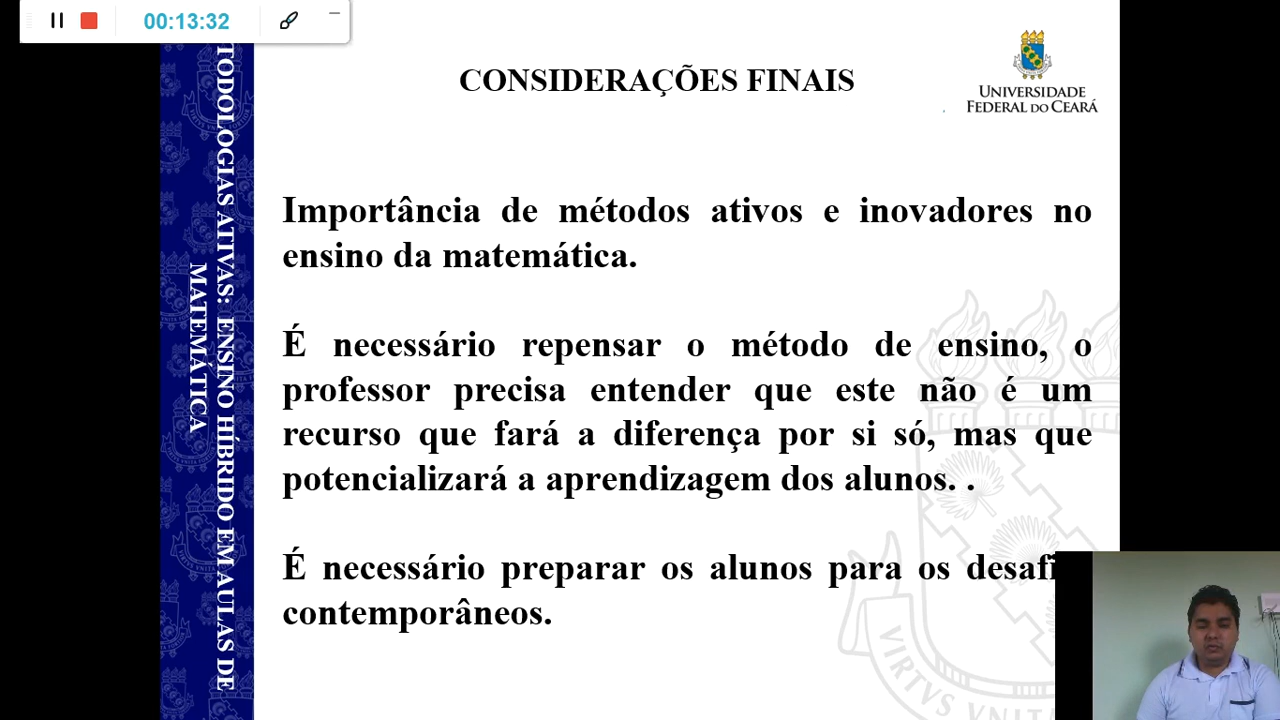 00:13:32
CONSIDERAÇÕES FINAIS
UNIVERSIDADE
FEDERAL DO CEARÁ
TODOLOGIAS ATIVAS: ENSINO HÍBRIDO EM AULAS DE
MATEMÁTICA
Importância de métodos ativos e inovadores no
ensino da matemática.
É necessário repensar o método de ensino, o
professor precisa entender que este não é um
recurso que fará a diferença por si só, mas que
potencializará a aprendizagem dos alunos. .
É necessário preparar os alunos para os desafi
contemporâneos.
VIRTVS VNITA